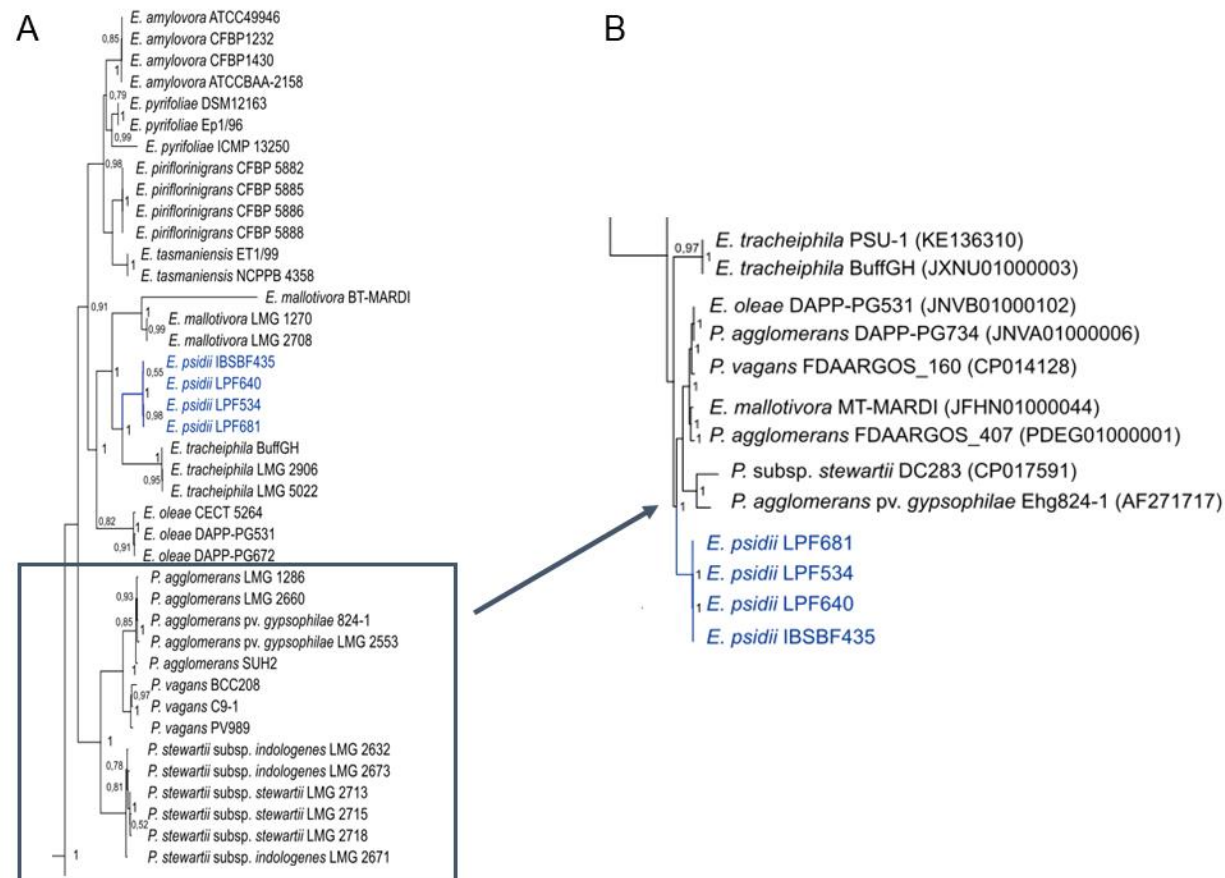 A
E. amylovora ATCC49946
0,85
E. amylovora CFBP1232
E. amylovora CFBP1430
1
E. amylovora ATCCBAA-2158
0,79
E. pyrifoliae DSM12163
1
E. pyrifoliae Ep1/96
0,99
E. pyrifoliae ICMP 13250
0,98
E. piriflorinigrans CFBP 5882
E. piriflorinigrans CFBP 5885
1
E. piriflorinigrans CFBP 5886
E. piriflorinigrans CFBP 5888
E. tasmaniensis ET1/99
1
E. tasmaniensis NCPPB 4358
E. mallotivora BT-MARDI
0,91
1
E. mallotivora LMG 1270
0,99
E. mallotivora LMG 2708
E. psidii IBSBF435
1
0,55
E. psidii LPF640
1
E. psidii LPF534
0,98
E. psidii LPF681
1
E. tracheiphila BuffGH
1
1
E. tracheiphila LMG 2906
0,95
E. tracheiphila LMG 5022
E. oleae CECT 5264
0,82
1
E. oleae DAPP-PG531
0,91
E. oleae DAPP-PG672
P. agglomerans LMG 1286
0,93
P. agglomerans LMG 2660
0,85
P. agglomerans pv. gypsophilae 824-1
1
P. agglomerans pv. gypsophilae LMG 2553
1
P. agglomerans SUH2
P. vagans BCC208
0,97
P. vagans C9-1
1
P. vagans PV989
1
P. stewartii subsp. indologenes LMG 2632
0,78
P. stewartii subsp. indologenes LMG 2673
0,81
P. stewartii subsp. stewartii LMG 2713
1
P. stewartii subsp. stewartii LMG 2715
0,52
P. stewartii subsp. stewartii LMG 2718
1
P. stewartii subsp. indologenes LMG 2671
B
0,97
E. tracheiphila PSU-1 (KE136310)
1
E. tracheiphila BuffGH (JXNU01000003)
E. oleae DAPP-PG531 (JNVB01000102)
1
P. agglomerans DAPP-PG734 (JNVA01000006)
1
P. vagans FDAARGOS_160 (CP014128)
1
E. mallotivora MT-MARDI (JFHN01000044)
1
P. agglomerans FDAARGOS_407 (PDEG01000001)
1
P. subsp. stewartii DC283 (CP017591)
1
P. agglomerans pv. gypsophilae Ehg824-1 (AF271717)
1
E. psidii LPF681
E. psidii LPF534
1
E. psidii LPF640
1
E. psidii IBSBF435